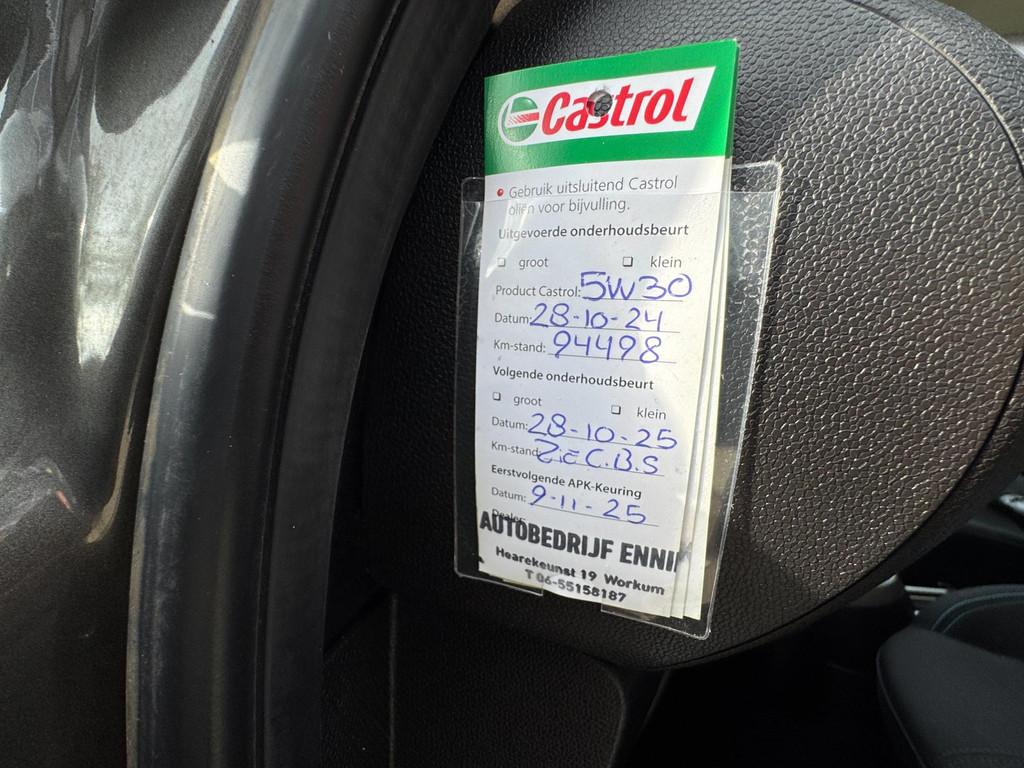 Castrol
Gebruik uitsluitend Castrol
oliën voor bijvulling.
Uitgevoerde onderhoudsbeurt
groot klein
Product Castrol: 5W30
Datum: 28-10-24
Km-stand: 94498
Volgende onderhoudsbeurt
groot klein
Datum: 28-10-25
Km-stand: Zie C.B.S
Eerstvolgende APK-Keuring
Datum: 9-11-25
Dealer
AUTOBEDRIJF ENNI
Hearekeunst 19 Workum
T 06-55158187